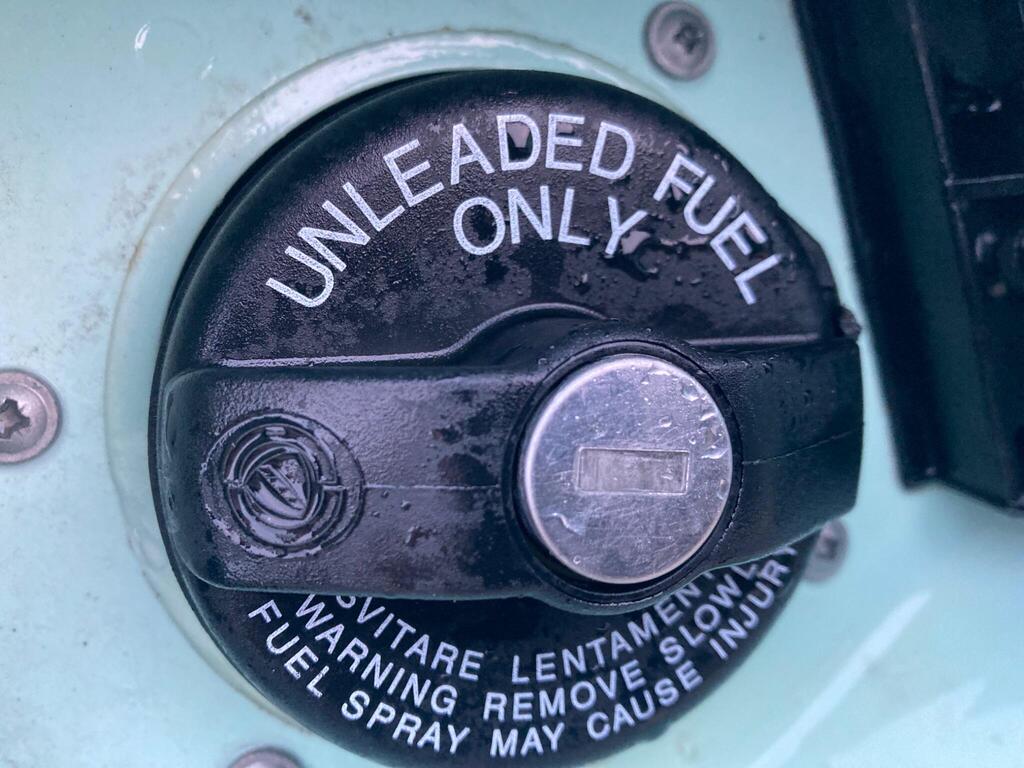 UNLEADED FUEL
ONLY
SVITARE LENTAMENTE
WARNING REMOVE SLOWLY
FUEL SPRAY MAY CAUSE INJURY